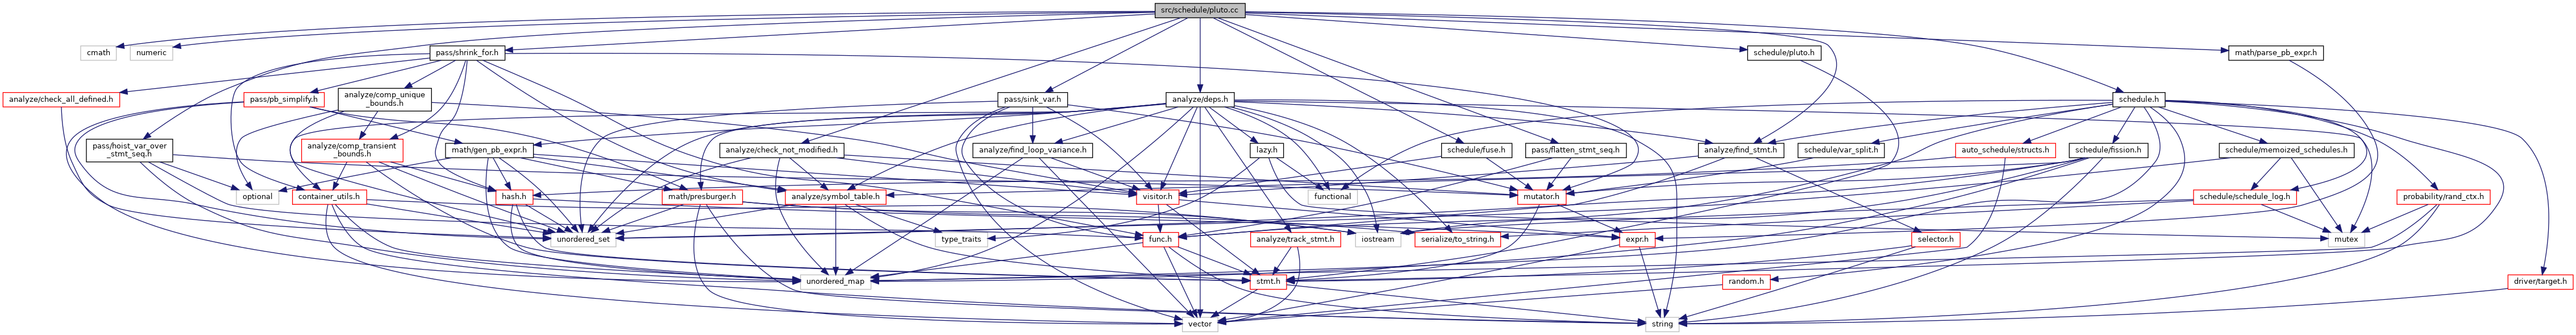 src/schedule/pluto.cc
cmath
numeric
pass/shrink_for.h
schedule/pluto.h
math/parse_pb_expr.h
analyze/check_all_defined.h
pass/pb_simplify.h
analyze/comp_unique
_bounds.h
pass/sink_var.h
analyze/deps.h
schedule.h
pass/hoist_var_over
_stmt_seq.h
analyze/comp_transient
_bounds.h
math/gen_pb_expr.h
analyze/check_not_modified.h
analyze/find_loop_variance.h
lazy.h
schedule/fuse.h
pass/flatten_stmt_seq.h
analyze/find_stmt.h
schedule/var_split.h
auto_schedule/structs.h
schedule/fission.h
schedule/memoized_schedules.h
optional
container_utils.h
hash.h
math/presburger.h
analyze/symbol_table.h
visitor.h
functional
mutator.h
schedule/schedule_log.h
probability/rand_ctx.h
unordered_set
type_traits
func.h
analyze/track_stmt.h
iostream
serialize/to_string.h
expr.h
selector.h
mutex
unordered_map
stmt.h
random.h
driver/target.h
vector
string